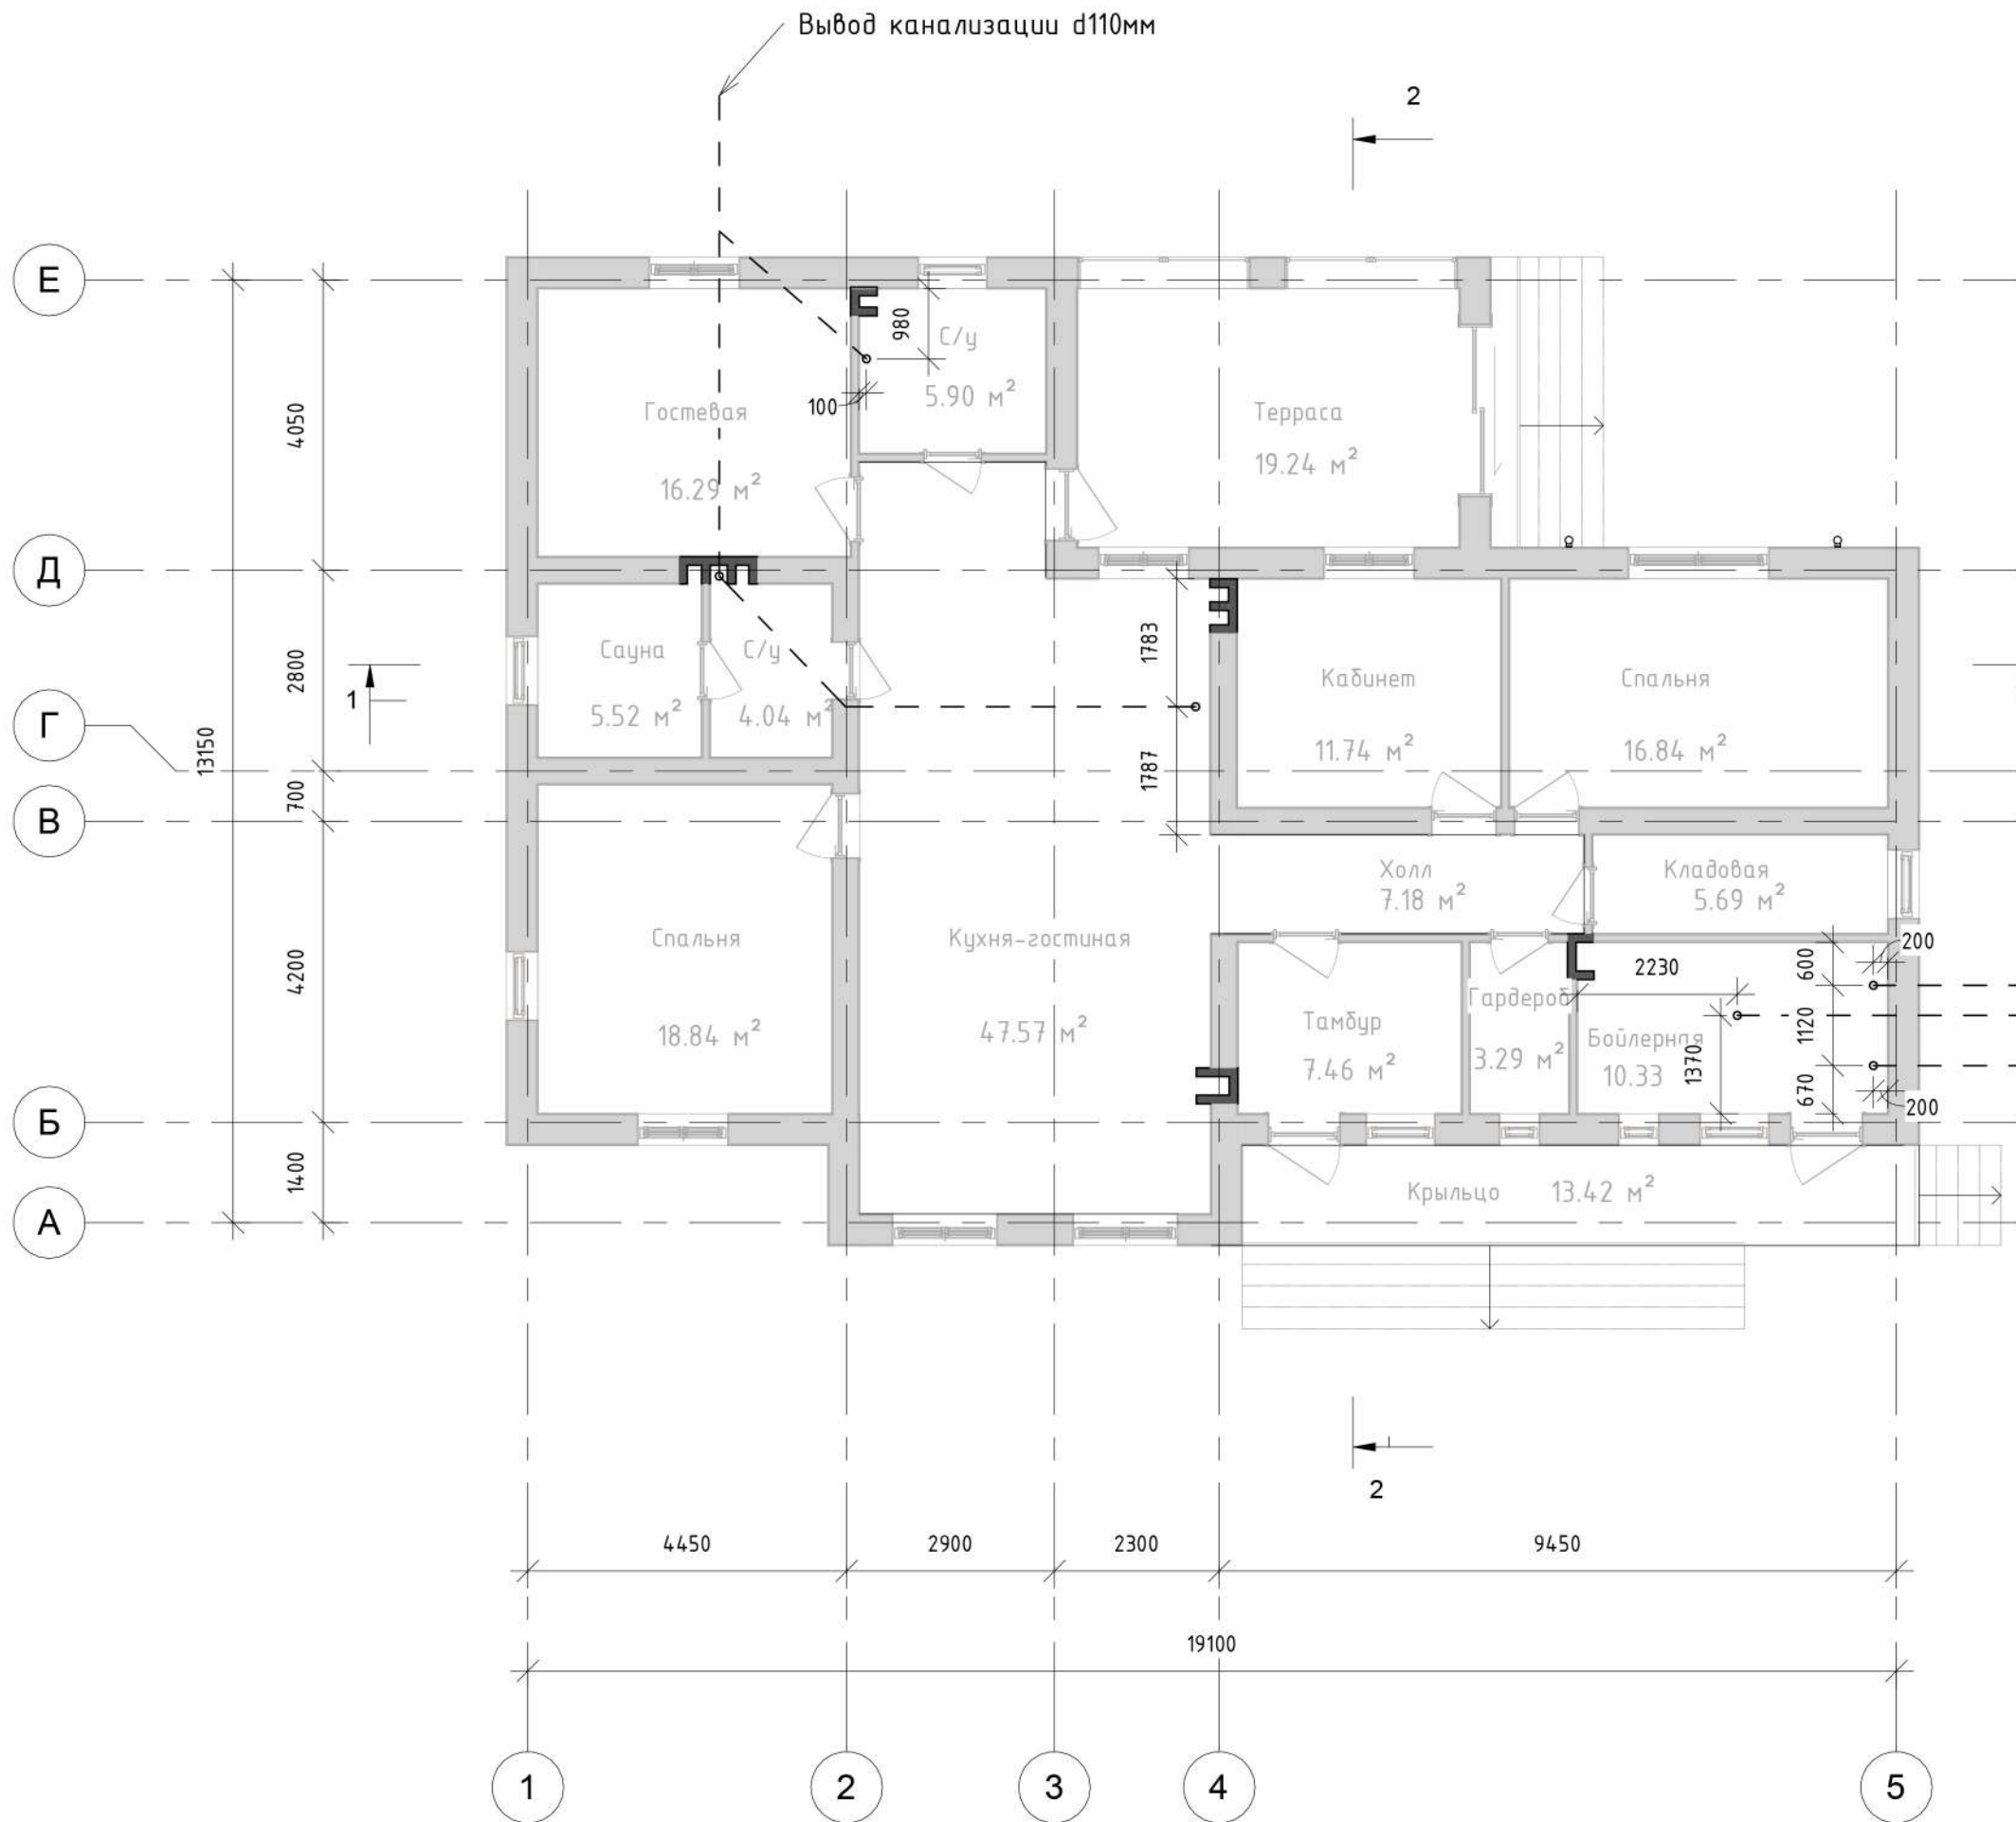 Вывод канализации d110мм
2
Е
С/у
5.90 м²
980
100
Гостевая
16.29 м²
Терраса
19.24 м²
4050
Д
Сауна
5.52 м²
С/у
4.04 м²
1783
1787
Кабинет
11.74 м²
Спальня
16.84 м²
2800
1
Г
13150
700
В
Холл
7.18 м²
Кладовая
5.69 м²
Спальня
18.84 м²
Кухня-гостиная
47.57 м²
4200
200
600
2230
Гардероб
3.29 м²
Тамбур
7.46 м²
Бойлерная
10.33
1370
1120
670
200
Б
1400
Крыльцо 13.42 м²
А
2
4450
2900
2300
9450
19100
1
2
3
4
5